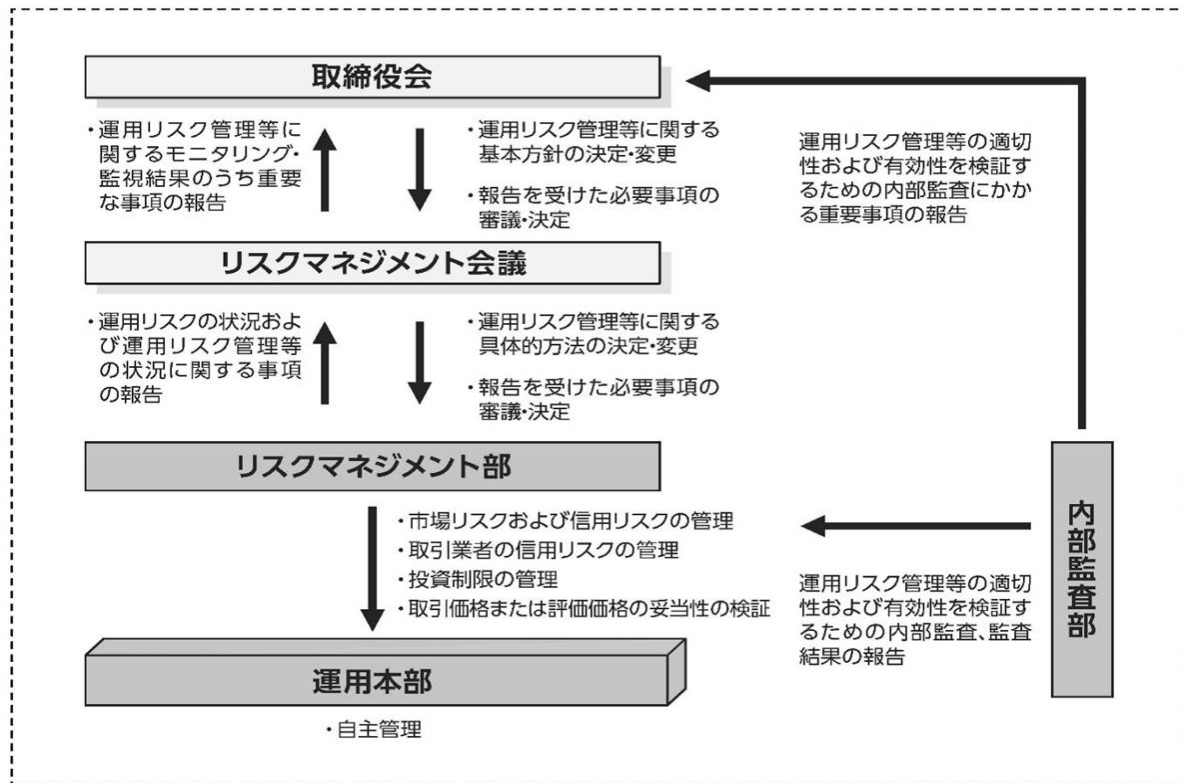 取締役会
・運用リスク管理等に
関するモニタリング・
監視結果のうち重要
な事項の報告
・運用リスク管理等に関する
基本方針の決定・変更
・報告を受けた必要事項の
審議・決定
運用リスク管理等の適切
性および有効性を検証す
るための内部監査にかか
る重要事項の報告
リスクマネジメント会議
・運用リスクの状況およ
び運用リスク管理等
の状況に関する事項
の報告
・運用リスク管理等に関する
具体的方法の決定・変更
・報告を受けた必要事項の
審議・決定
リスクマネジメント部
・市場リスクおよび信用リスクの管理
・取引業者の信用リスクの管理
・投資制限の管理
・取引価格または評価価格の妥当性の検証
内部監査部
運用リスク管理等の適切
性および有効性を検証す
るための内部監査、監査
結果の報告
運用本部
・自主管理